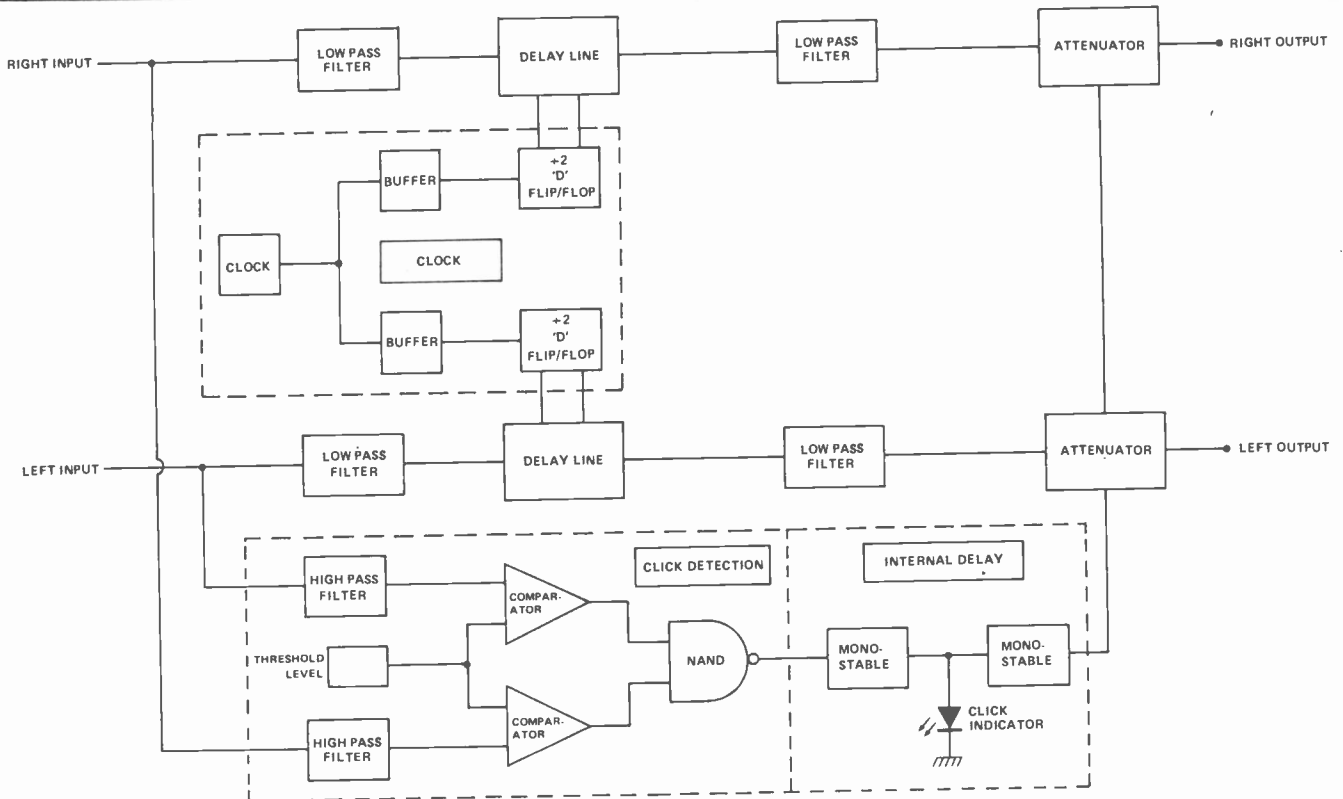 RIGHT INPUT
LOW PASS
FILTER
DELAY LINE
LOW PASS
FILTER
ATTENUATOR
RIGHT OUTPUT
BUFFER
÷2
'D'
FLIP/FLOP
CLOCK
CLOCK
BUFFER
÷2
'D'
FLIP/FLOP
LEFT INPUT
LOW PASS
FILTER
DELAY LINE
LOW PASS
FILTER
ATTENUATOR
LEFT OUTPUT
HIGH PASS
FILTER
COMPAR-
ATOR
CLICK DETECTION
INTERNAL DELAY
THRESHOLD
LEVEL
NAND
MONO-
STABLE
MONO-
STABLE
HIGH PASS
FILTER
COMPAR-
ATOR
CLICK
INDICATOR